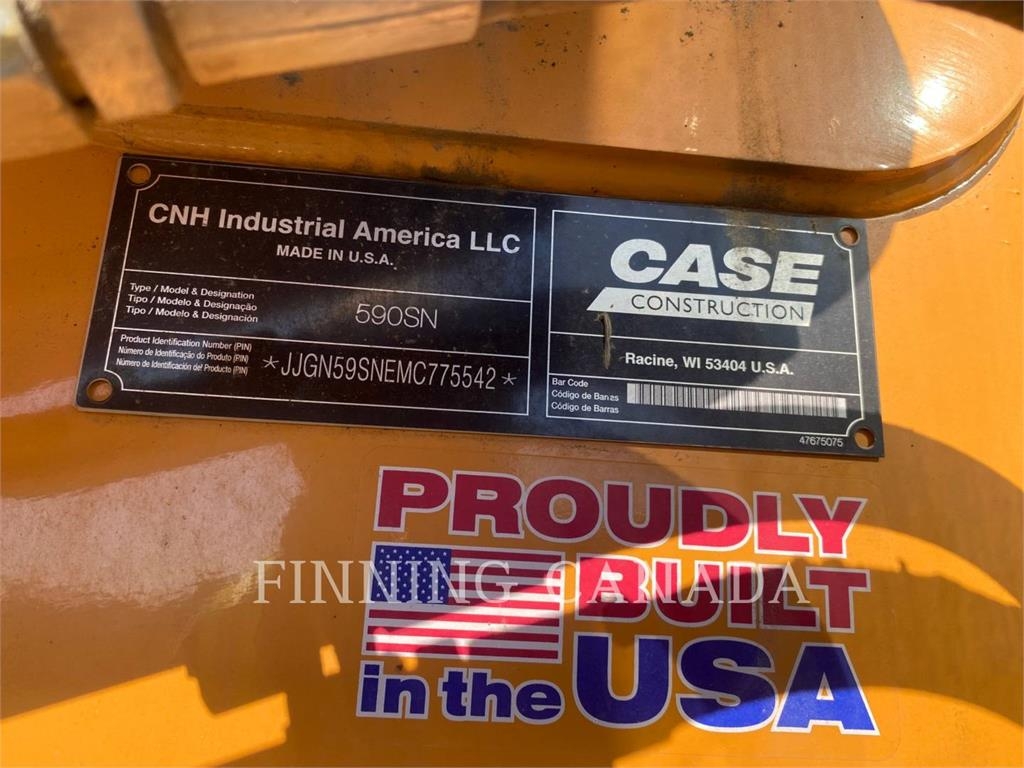 CNH Industrial America LLC
MADE IN U.S.A.
Type / Model & Designation
Tipo / Modelo & Designação
Tipo / Modelo & Designación
590SN
Product Identification Number (PIN)
Número de Identificação do Produto (PIN)
Número de Identificación del Producto (PIN)
*JJGN59SNEMC775542*
CASE
CONSTRUCTION
Racine, WI 53404 U.S.A.
Bar Code
Código de Barras
Código de Barras
47675075
PROUDLY
BUILT
in the USA
FINNING CANADA